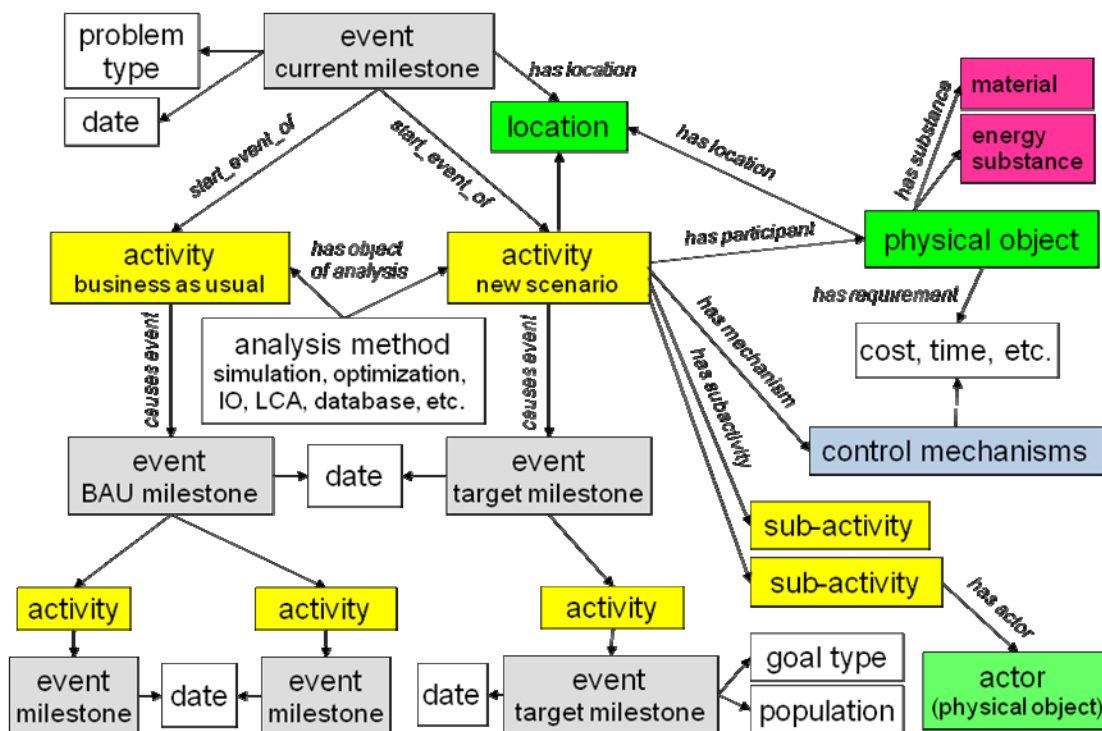 problem
type
event
current milestone
date
has location
location
has location
has substance
material
energy
substance
start_event_of
start_event_of
activity
business as usual
has object
of analysis
activity
new scenario
has participant
physical object
has requirement
cost, time, etc.
analysis method
simulation, optimization,
IO, LCA, database, etc.
causes event
causes event
has mechanism
has subactivity
control mechanisms
event
BAU milestone
date
event
target milestone
sub-activity
sub-activity
has actor
activity
activity
activity
event
milestone
date
event
milestone
date
event
target milestone
goal type
population
actor
(physical object)